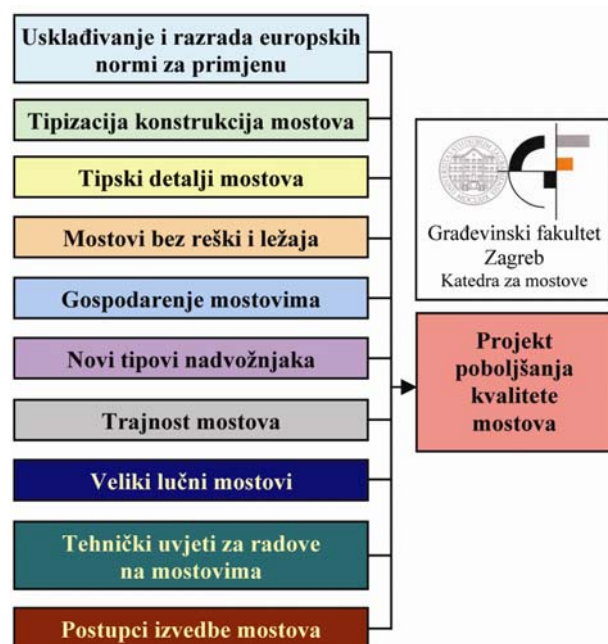 Usklađivanje i razrada europskih
normi za primjenu
Tipizacija konstrukcija mostova
Tipski detalji mostova
Mostovi bez reški i ležaja
Gospodarenje mostovima
Novi tipovi nadvožnjaka
Trajnost mostova
Veliki lučni mostovi
Tehnički uvjeti za radove
na mostovima
Postupci izvedbe mostova
Građevinski fakultet
Zagreb
Katedra za mostove
Projekt
poboljšanja
kvalitete
mostova